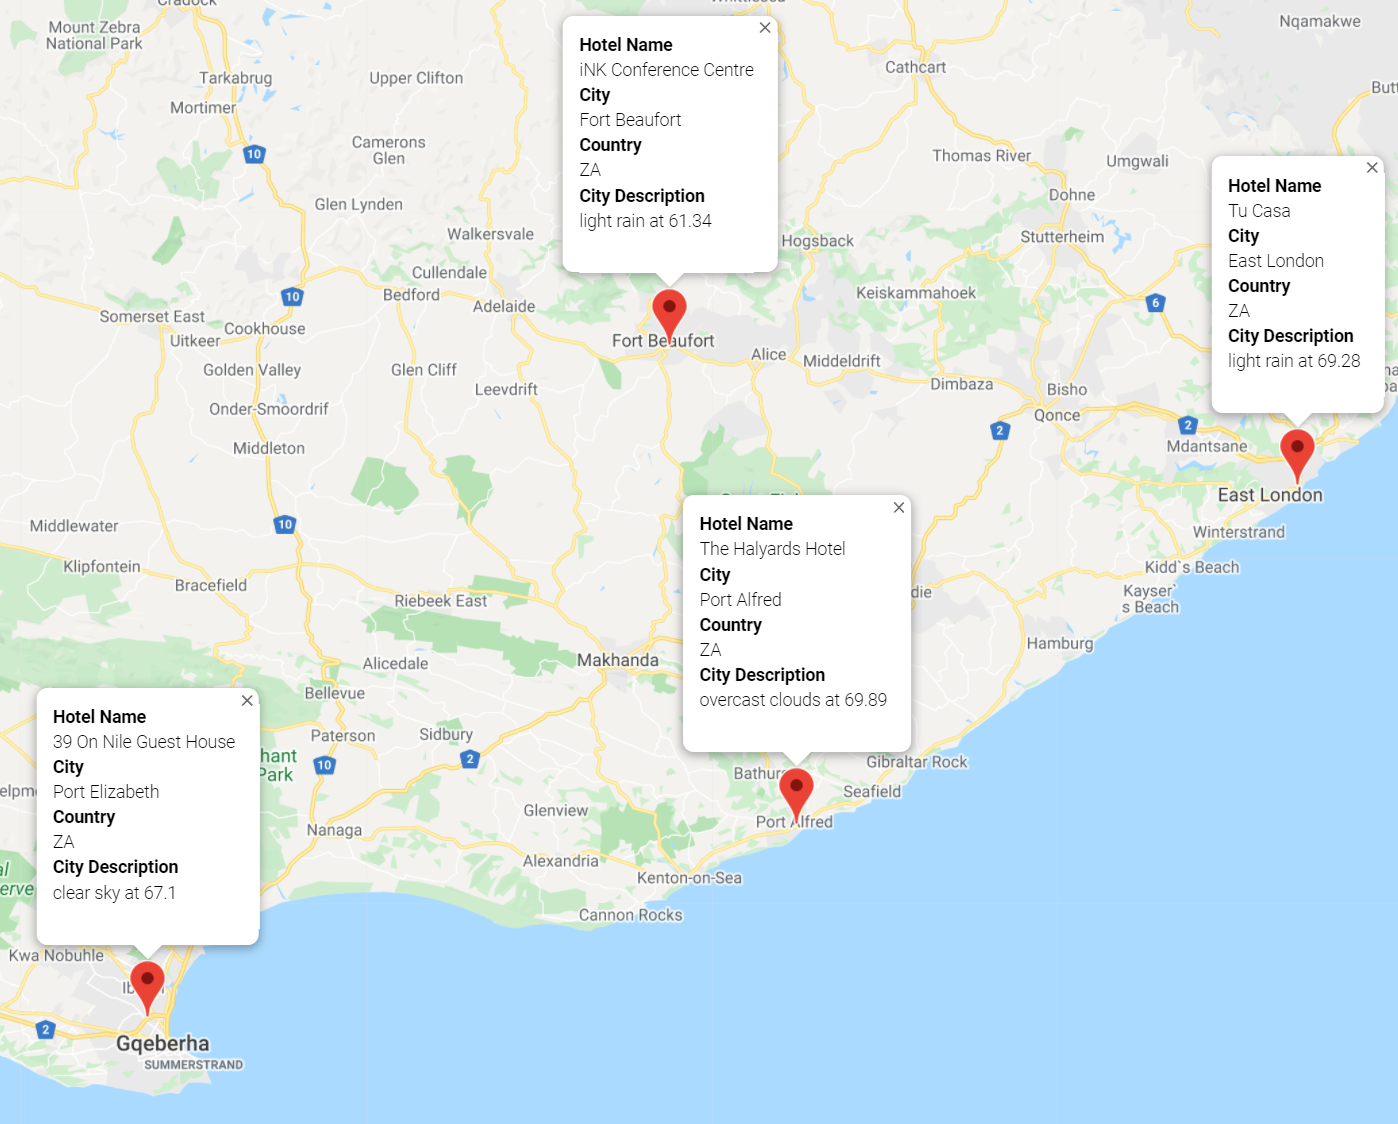 Cradock
Mount Zebra
National Park
Tarkabrug
Mortimer
Upper Clifton
Camerons
Glen
10
Glen Lynden
Walkersvale
Cullendale
Bedford
Adelaide
10
Somerset East
Cookhouse
Uitkeer
Golden Valley
Glen Cliff
Leevdrift
Onder-Smoordrif
Middleton
Hotel Name
iNK Conference Centre
City
Fort Beaufort
Country
ZA
City Description
light rain at 61.34
Fort Beaufort
Nqamakwe
Cathcart
Butt
Thomas River
Umgwali
Dohne
Stutterheim
Hogsback
Keiskammahoek
6
Alice
Middeldrift
Dimbaza
Bisho
Qonce
2
2
Mdantsane
Hotel Name
Tu Casa
City
East London
Country
ZA
City Description
light rain at 69.28
East London
Winterstrand
Kidd`s Beach
Kayser`
s Beach
Hamburg
Middlewater
10
Klipfontein
Bracefield
Riebeek East
Alicedale
Makhanda
Bellevue
Hotel Name
The Halyards Hotel
City
Port Alfred
Country
ZA
City Description
overcast clouds at 69.89
die
Gibraltar Rock
Seafield
Bathurs
Port Alfred
Paterson
Sidbury
2
10
hant
Park
Glenview
Nanaga
Alexandria
Kenton-on-Sea
Cannon Rocks
Hotel Name
39 On Nile Guest House
City
Port Elizabeth
Country
ZA
City Description
clear sky at 67.1
elpm
al
erve
Kwa Nobuhle
2
Gqeberha
SUMMERSTRAND